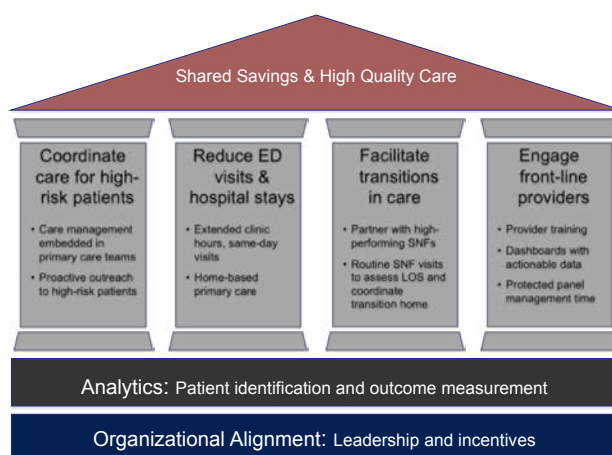 Shared Savings & High Quality Care
Coordinate
care for high-
risk patients
• Care management
embedded in
primary care teams
• Proactive outreach
to high-risk patients
Reduce ED
visits &
hospital stays
• Extended clinic
hours, same-day
visits
• Home-based
primary care
Facilitate
transitions
in care
• Partner with high-
performing SNFs
• Routine SNF visits
to assess LOS and
coordinate
transition home
Engage
front-line
providers
• Provider training
• Dashboards with
actionable data
• Protected panel
management time
Analytics: Patient identification and outcome measurement
Organizational Alignment: Leadership and incentives